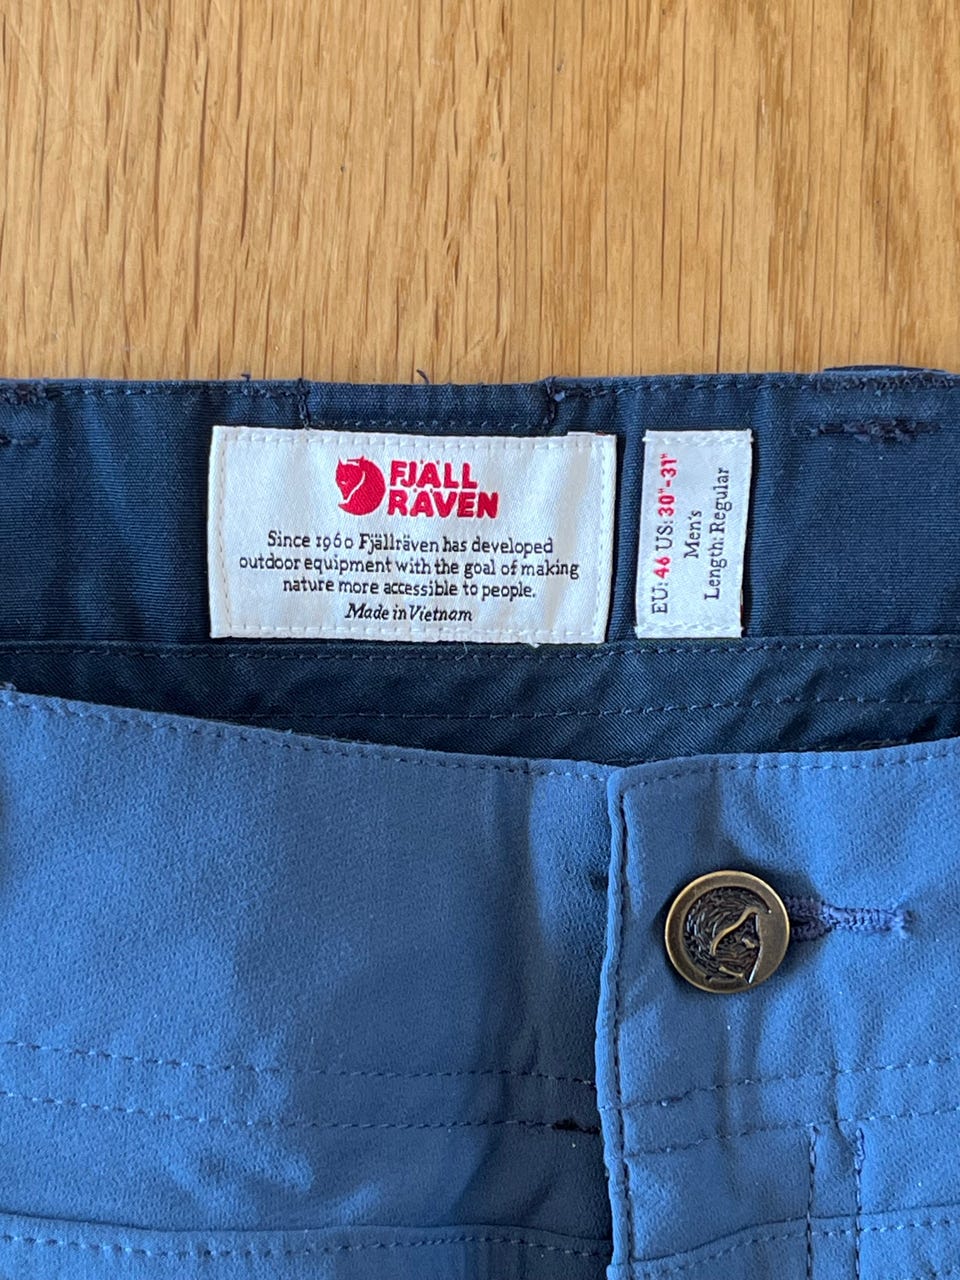 FJÄLL
RÄVEN
Since 1960 Fjällräven has developed
outdoor equipment with the goal of making
nature more accessible to people.
Made in Vietnam
EU: 46 US: 30"-31"
Men's
Length: Regular